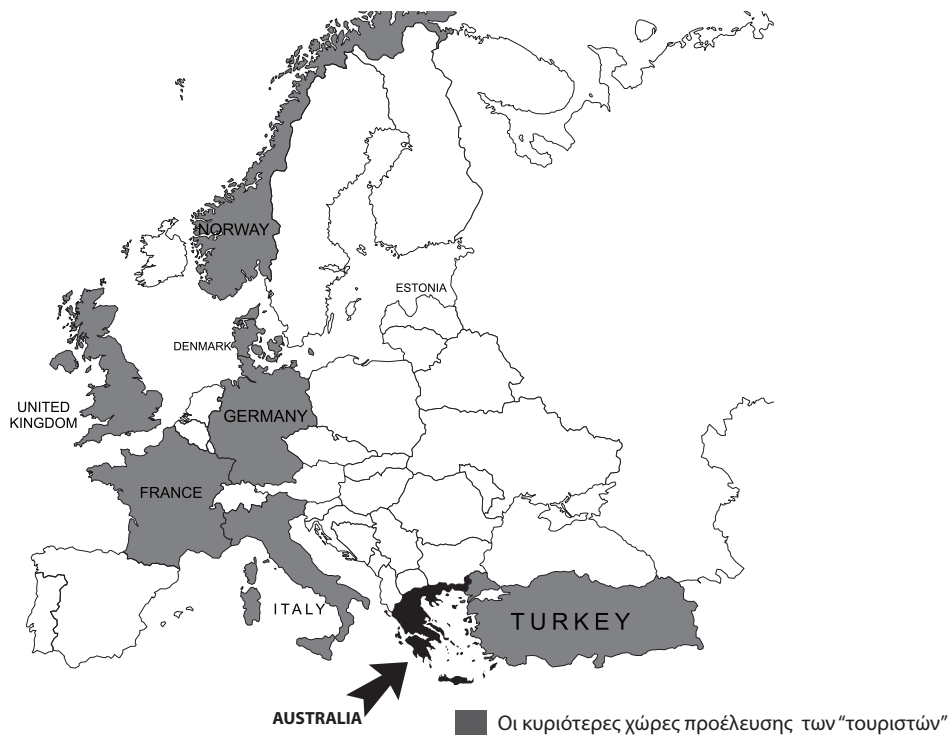 NORWAY
ESTONIA
DENMARK
UNITED
KINGDOM
GERMANY
FRANCE
ITALY
TURKEY
AUSTRALIA
Οι κυριότερες χώρες προέλευσης των “τουριστών”